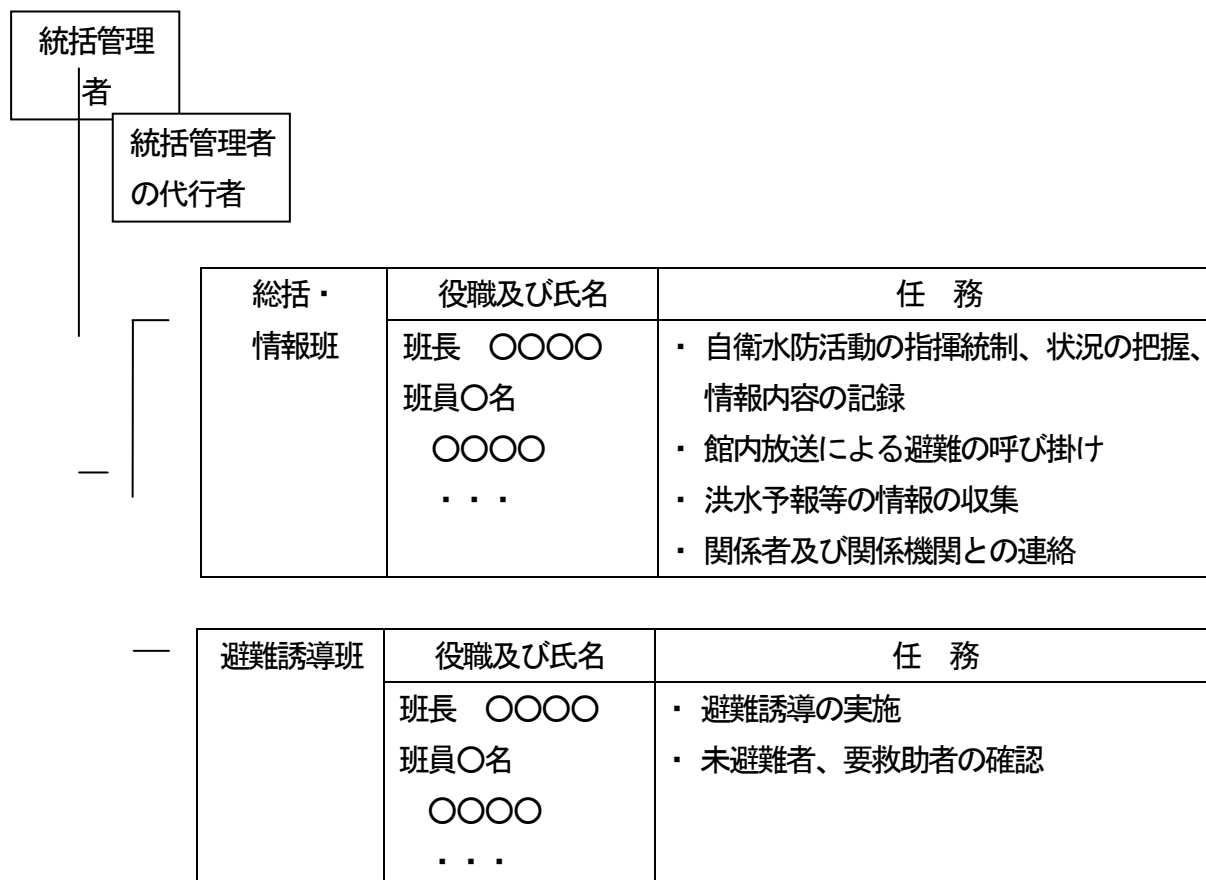 統括管理
者
統括管理者
の代行者
総括・
情報班
役職及び氏名
任　務
班長　〇〇〇〇
班員〇名
〇〇〇〇
・・・
・ 自衛水防活動の指揮統制、状況の把握、
情報内容の記録
・ 館内放送による避難の呼び掛け
・ 洪水予報等の情報の収集
・ 関係者及び関係機関との連絡
避難誘導班
役職及び氏名
任　務
班長　〇〇〇〇
班員〇名
〇〇〇〇
・・・
・ 避難誘導の実施
・ 未避難者、要救助者の確認